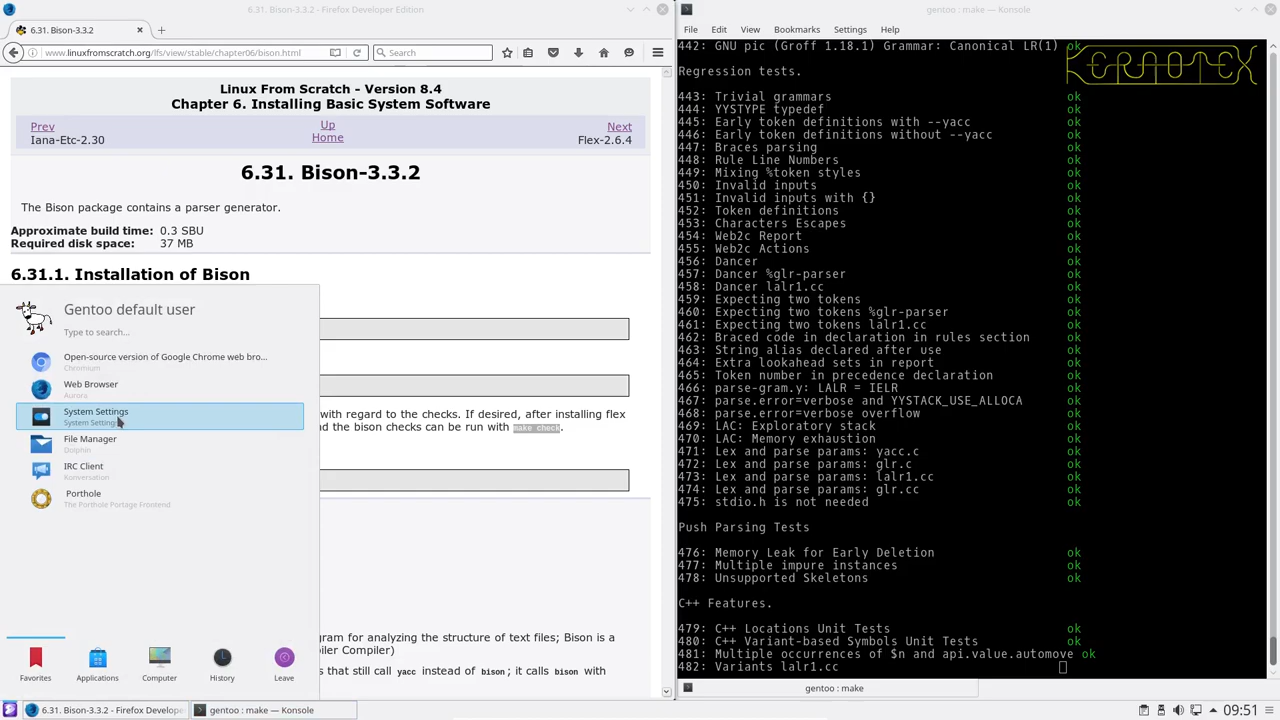 6.31. Bison-3.3.2 - Firefox Developer Edition
6.31. Bison-3.3.2
www.linuxfromscratch.org/lfs/view/stable/chapter06/bison.html
Search
Linux From Scratch - Version 8.4
Chapter 6. Installing Basic System Software
Prev
Up
Next
Iana-Etc-2.30
Home
Flex-2.6.4
6.31. Bison-3.3.2
The Bison package contains a parser generator.
Approximate build time: 0.3 SBU
Required disk space: 37 MB
6.31.1. Installation of Bison
with regard to the checks. If desired, after installing flex
nd the bison checks can be run with make check.
gram for analyzing the structure of text files; Bison is a
piler Compiler)
s that still call yacc instead of bison; it calls bison with
Gentoo default user
Type to search...
Open-source version of Google Chrome web bro...
Chromium
Web Browser
Aurora
System Settings
System Settings
File Manager
Dolphin
IRC Client
Konversation
Porthole
The Porthole Portage Frontend
Favorites
Applications
Computer
History
Leave
gentoo : make — Konsole
File Edit View Bookmarks Settings Help
KERNOTEX
442: GNU pic (Groff 1.18.1) Grammar: Canonical LR(1) ok
Regression tests.
443: Trivial grammars ok
444: YYSTYPE typedef ok
445: Early token definitions with --yacc ok
446: Early token definitions without --yacc ok
447: Braces parsing ok
448: Rule Line Numbers ok
449: Mixing %token styles ok
450: Invalid inputs ok
451: Invalid inputs with {} ok
452: Token definitions ok
453: Characters Escapes ok
454: Web2c Report ok
455: Web2c Actions ok
456: Dancer ok
457: Dancer %glr-parser ok
458: Dancer lalr1.cc ok
459: Expecting two tokens ok
460: Expecting two tokens %glr-parser ok
461: Expecting two tokens lalr1.cc ok
462: Braced code in declaration in rules section ok
463: String alias declared after use ok
464: Extra lookahead sets in report ok
465: Token number in precedence declaration ok
466: parse-gram.y: LALR = IELR ok
467: parse.error=verbose and YYSTACK_USE_ALLOCA ok
468: parse.error=verbose overflow ok
469: LAC: Exploratory stack ok
470: LAC: Memory exhaustion ok
471: Lex and parse params: yacc.c ok
472: Lex and parse params: glr.c ok
473: Lex and parse params: lalr1.cc ok
474: Lex and parse params: glr.cc ok
475: stdio.h is not needed ok
Push Parsing Tests
476: Memory Leak for Early Deletion ok
477: Multiple impure instances ok
478: Unsupported Skeletons ok
C++ Features.
479: C++ Locations Unit Tests ok
480: C++ Variant-based Symbols Unit Tests ok
481: Multiple occurrences of $n and api.value.automove ok
482: Variants lalr1.cc
gentoo : make
6.31. Bison-3.3.2 - Firefox Develope
gentoo : make — Konsole
09:51